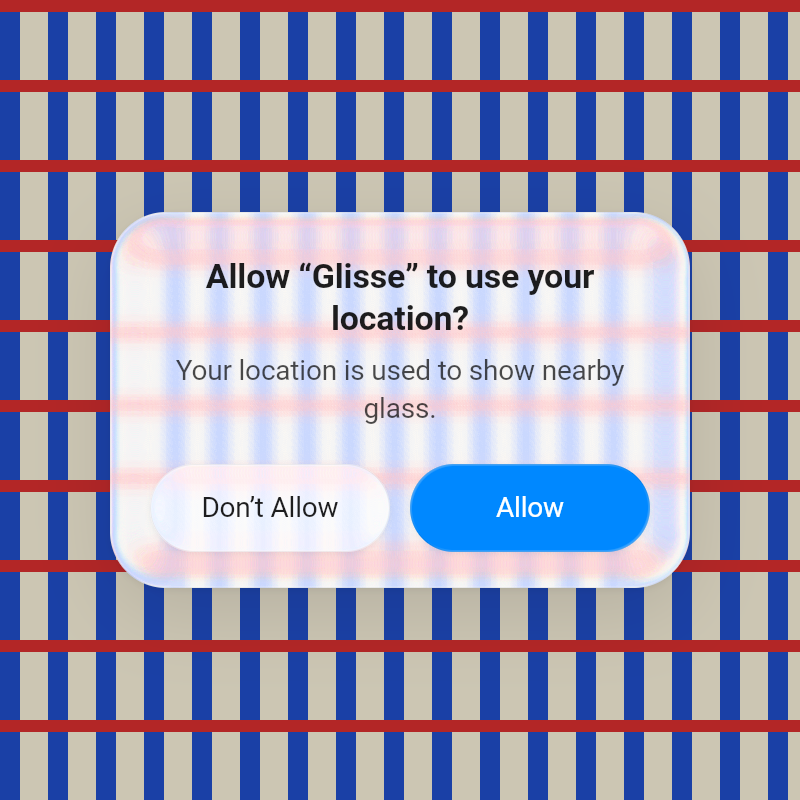 Allow “Glisse” to use your
location?
Your location is used to show nearby
glass.
Don’t Allow
Allow